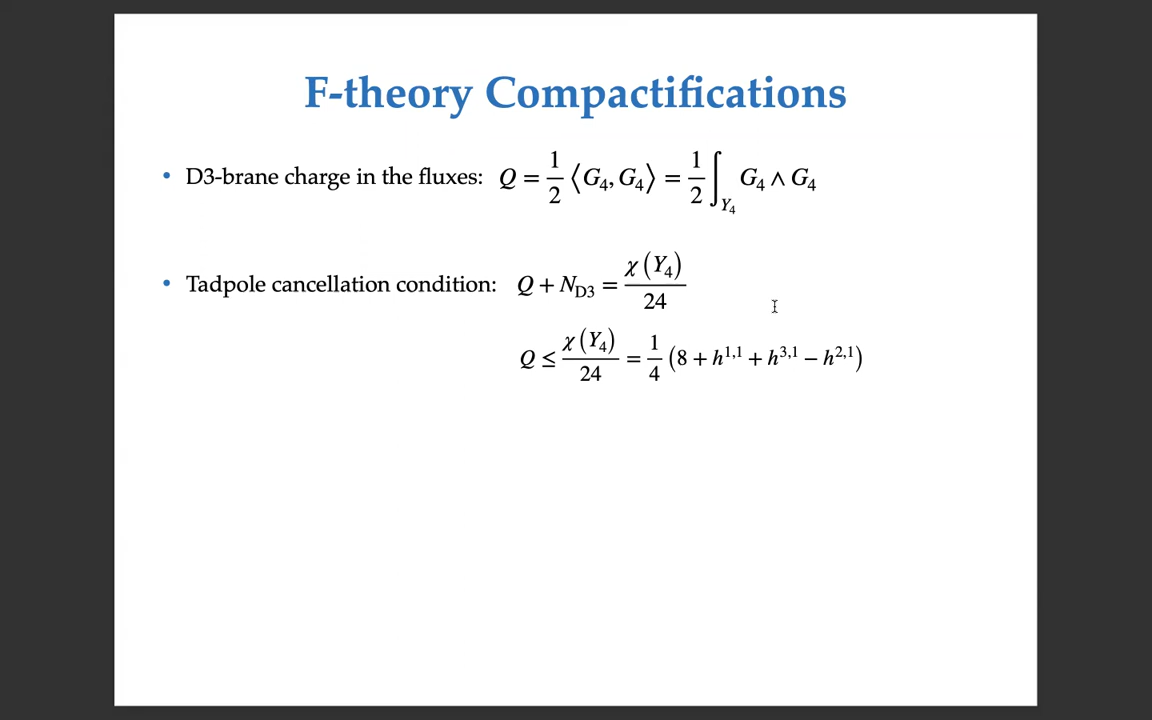 F-theory Compactifications
• D3-brane charge in the fluxes: Q = 1/2 ⟨G₄, G₄⟩ = 1/2 ∫_{Y₄} G₄ ∧ G₄
• Tadpole cancellation condition: Q + N_{D3} = χ(Y₄)/24
Q ≤ χ(Y₄)/24 = 1/4 (8 + h^{1,1} + h^{3,1} − h^{2,1})